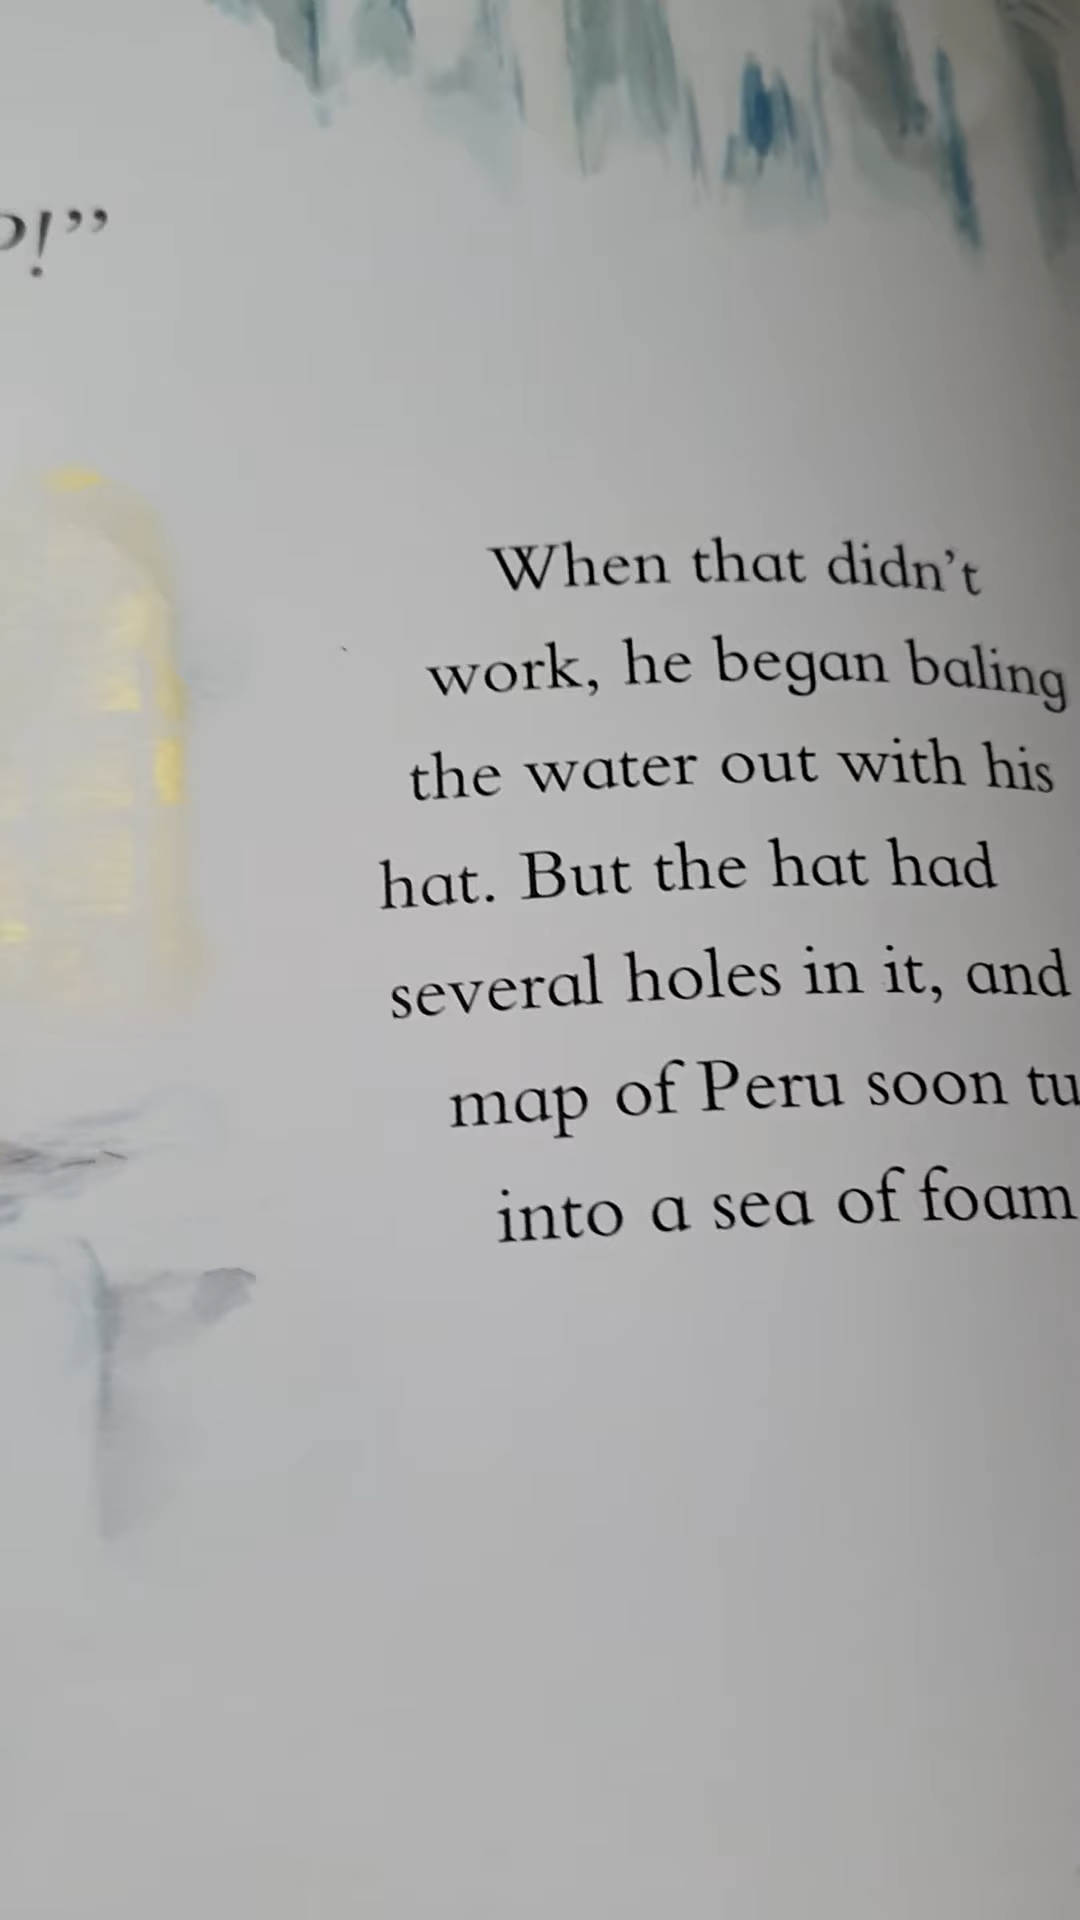 !”
When that didn’t
work, he began baling
the water out with his
hat. But the hat had
several holes in it, and
map of Peru soon tu
into a sea of foam